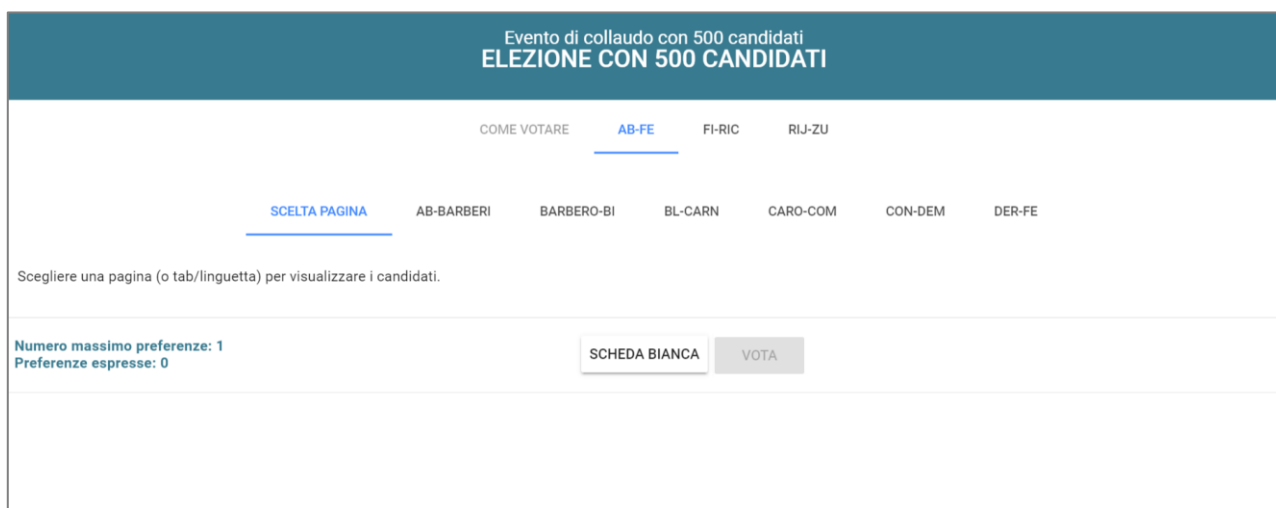 Evento di collaudo con 500 candidati
ELEZIONE CON 500 CANDIDATI
COME VOTARE AB-FE FI-RIC RIJ-ZU
SCELTA PAGINA AB-BARBERI BARBERO-BI BL-CARN CARO-COM CON-DEM DER-FE
Scegliere una pagina (o tab/linguetta) per visualizzare i candidati.
Numero massimo preferenze: 1
Preferenze espresse: 0
SCHEDA BIANCA VOTA